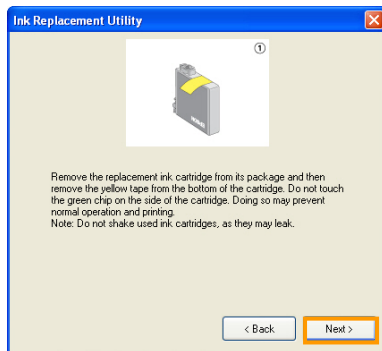 Ink Replacement Utility
①
Remove the replacement ink cartridge from its package and then
remove the yellow tape from the bottom of the cartridge. Do not touch
the green chip on the side of the cartridge. Doing so may prevent
normal operation and printing.
Note: Do not shake used ink cartridges, as they may leak.
< Back
Next >